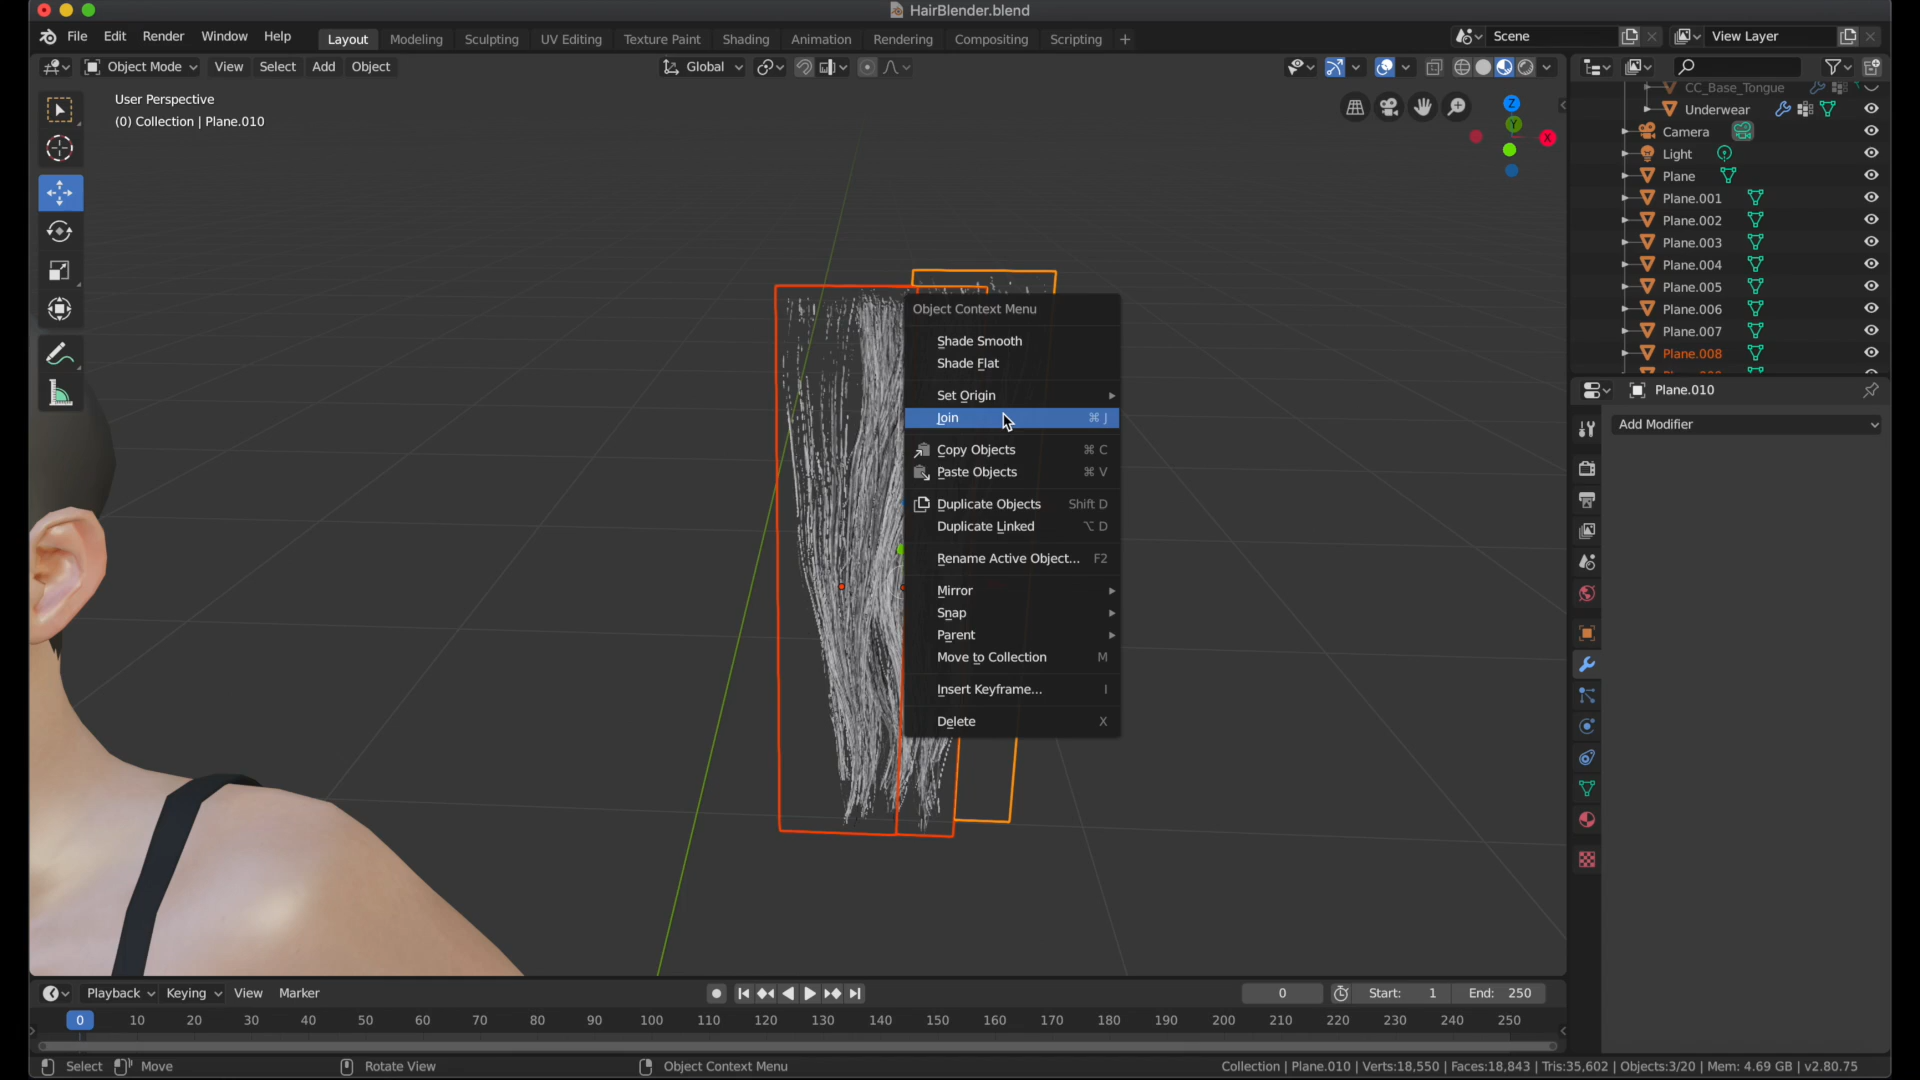 HairBlender.blend
File Edit Render Window Help
Layout Modeling Sculpting UV Editing Texture Paint Shading Animation Rendering Compositing Scripting +
Scene
View Layer
Object Mode View Select Add Object
Global
User Perspective
(0) Collection | Plane.010
Z
Y
X
CC_Base_Tongue
Underwear
Camera
Light
Plane
Plane.001
Plane.002
Plane.003
Plane.004
Plane.005
Plane.006
Plane.007
Plane.008
Plane.010
Add Modifier
Object Context Menu
Shade Smooth
Shade Flat
Set Origin
Join ⌘ J
Copy Objects ⌘ C
Paste Objects ⌘ V
Duplicate Objects Shift D
Duplicate Linked ⌥ D
Rename Active Object... F2
Mirror
Snap
Parent
Move to Collection M
Insert Keyframe... I
Delete X
Playback Keying View Marker
0 Start: 1 End: 250
0 10 20 30 40 50 60 70 80 90 100 110 120 130 140 150 160 170 180 190 200 210 220 230 240 250
Select Move Rotate View Object Context Menu
Collection | Plane.010 | Verts:18,550 | Faces:18,843 | Tris:35,602 | Objects:3/20 | Mem: 4.69 GB | v2.80.75